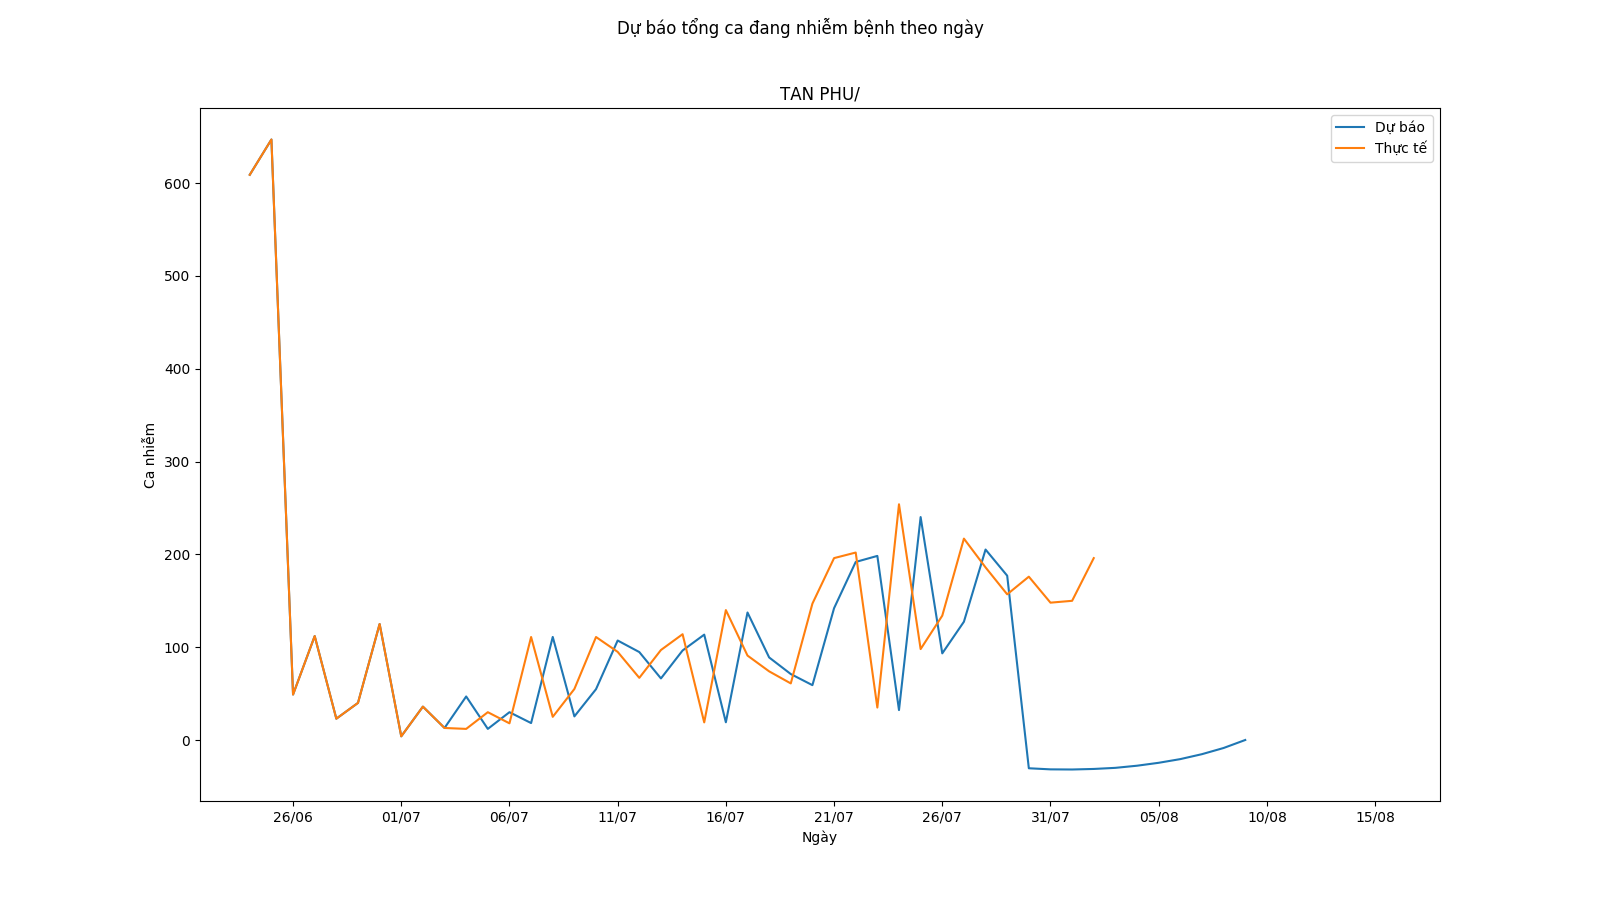 Dự báo tổng ca đang nhiễm bệnh theo ngày
TAN PHU/
Dự báo
Thực tế
600
500
400
300
200
100
0
Ca nhiễm
26/06 01/07 06/07 11/07 16/07 21/07 26/07 31/07 05/08 10/08 15/08
Ngày